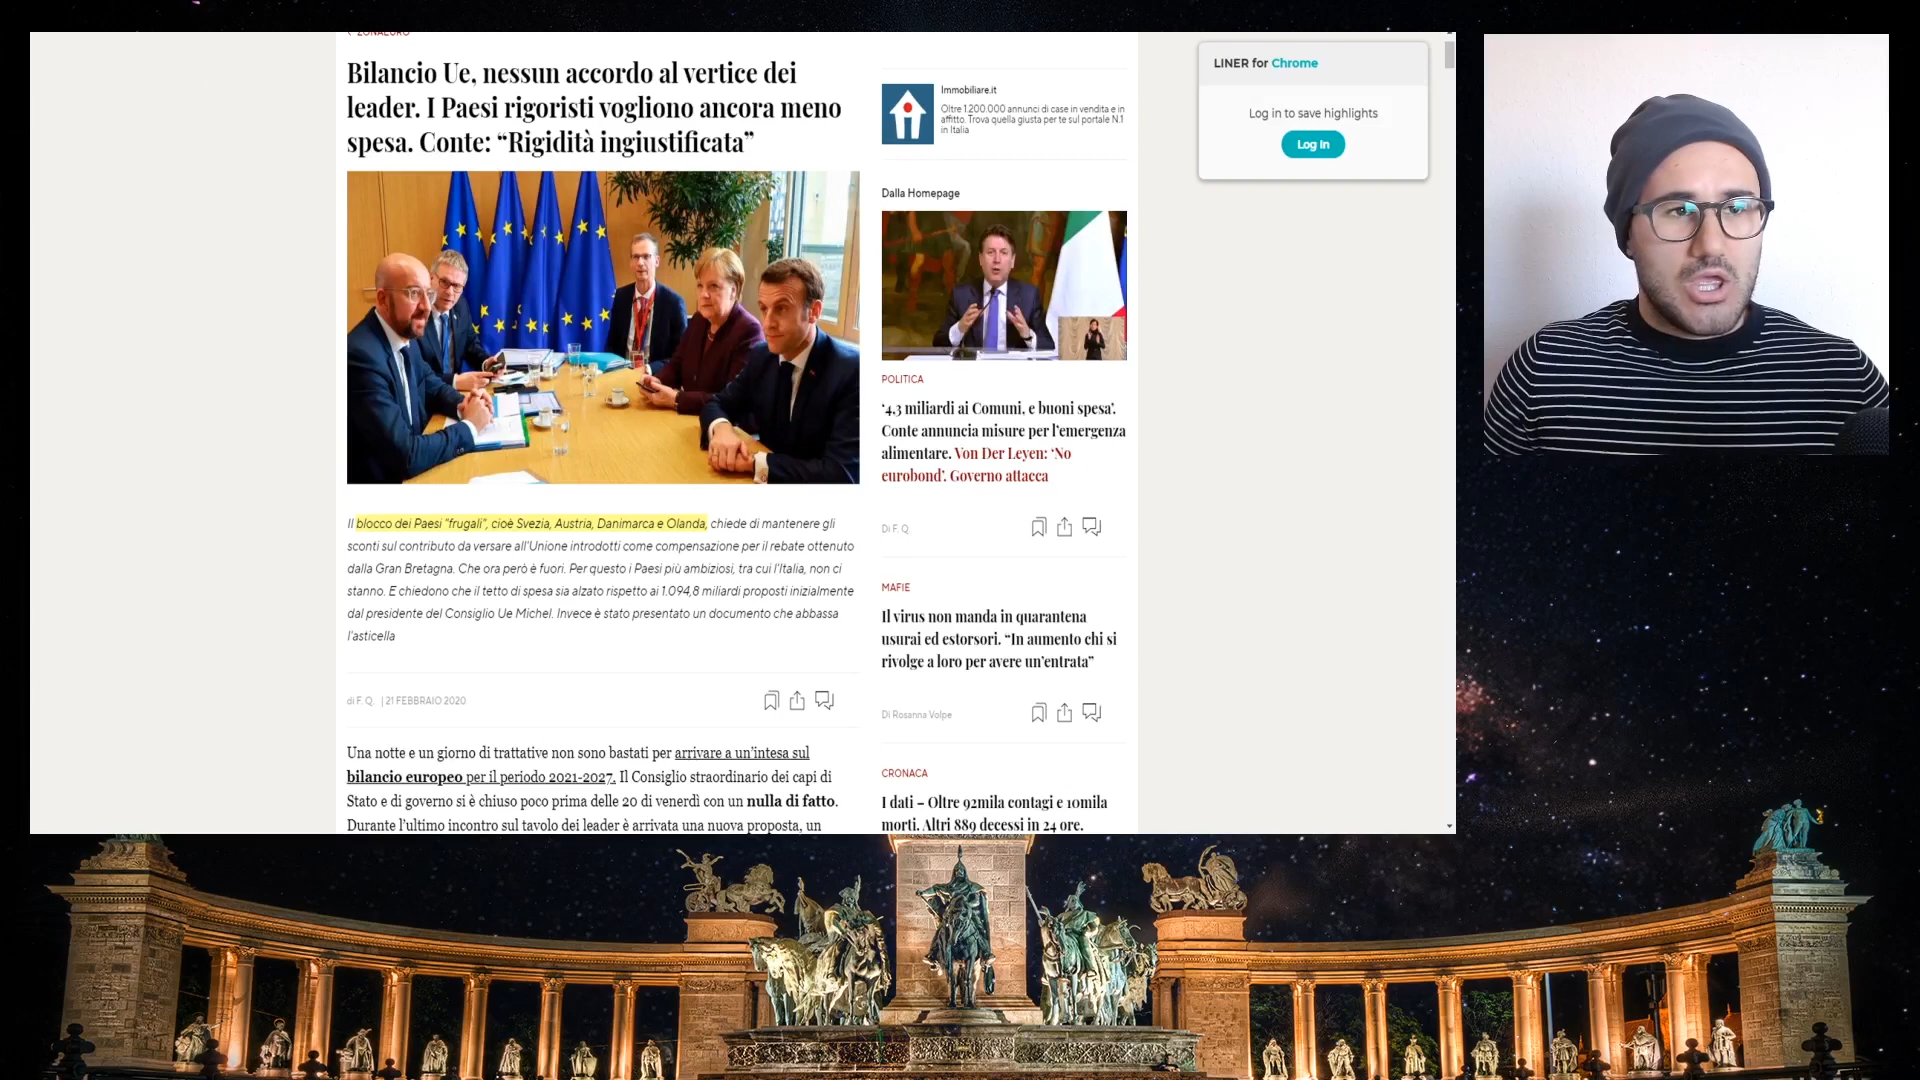 ZONAEURO
Bilancio Ue, nessun accordo al vertice dei
leader. I Paesi rigoristi vogliono ancora meno
spesa. Conte: “Rigidità ingiustificata”
Il blocco dei Paesi "frugali", cioè Svezia, Austria, Danimarca e Olanda, chiede di mantenere gli
sconti sul contributo da versare all'Unione introdotti come compensazione per il rebate ottenuto
dalla Gran Bretagna. Che ora però è fuori. Per questo i Paesi più ambiziosi, tra cui l'Italia, non ci
stanno. E chiedono che il tetto di spesa sia alzato rispetto ai 1.094,8 miliardi proposti inizialmente
dal presidente del Consiglio Ue Michel. Invece è stato presentato un documento che abbassa
l'asticella
di F. Q. | 21 FEBBRAIO 2020
Una notte e un giorno di trattative non sono bastati per arrivare a un’intesa sul
bilancio europeo per il periodo 2021-2027. Il Consiglio straordinario dei capi di
Stato e di governo si è chiuso poco prima delle 20 di venerdì con un nulla di fatto.
Durante l’ultimo incontro sul tavolo dei leader è arrivata una nuova proposta, un
Immobiliare.it
Oltre 1.200.000 annunci di case in vendita e in
affitto. Trova quella giusta per te sul portale N.1
in Italia
Dalla Homepage
POLITICA
‘4,3 miliardi ai Comuni, e buoni spesa’.
Conte annuncia misure per l’emergenza
alimentare. Von Der Leyen: ‘No
eurobond’. Governo attacca
Di F. Q.
MAFIE
Il virus non manda in quarantena
usurai ed estorsori. “In aumento chi si
rivolge a loro per avere un’entrata”
Di Rosanna Volpe
CRONACA
I dati – Oltre 92mila contagi e 10mila
morti. Altri 889 decessi in 24 ore.
LINER for Chrome
Log in to save highlights
Log In